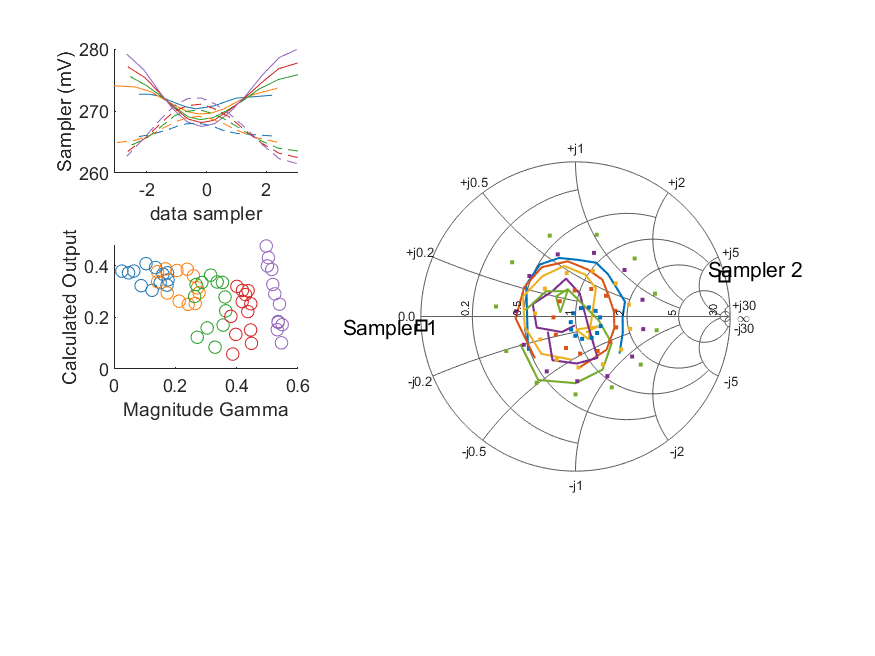 280
270
260
Sampler (mV)
-2
0
2
data sampler
0.4
0.2
0
Calculated Output
0
0.2
0.4
0.6
Magnitude Gamma
+j1
+j0.5
+j2
+j0.2
+j5
Sampler 2
0.0
0.2
0.5
1
2
5
30
+j30
∞
-j30
Sampler 1
-j0.2
-j5
-j0.5
-j2
-j1